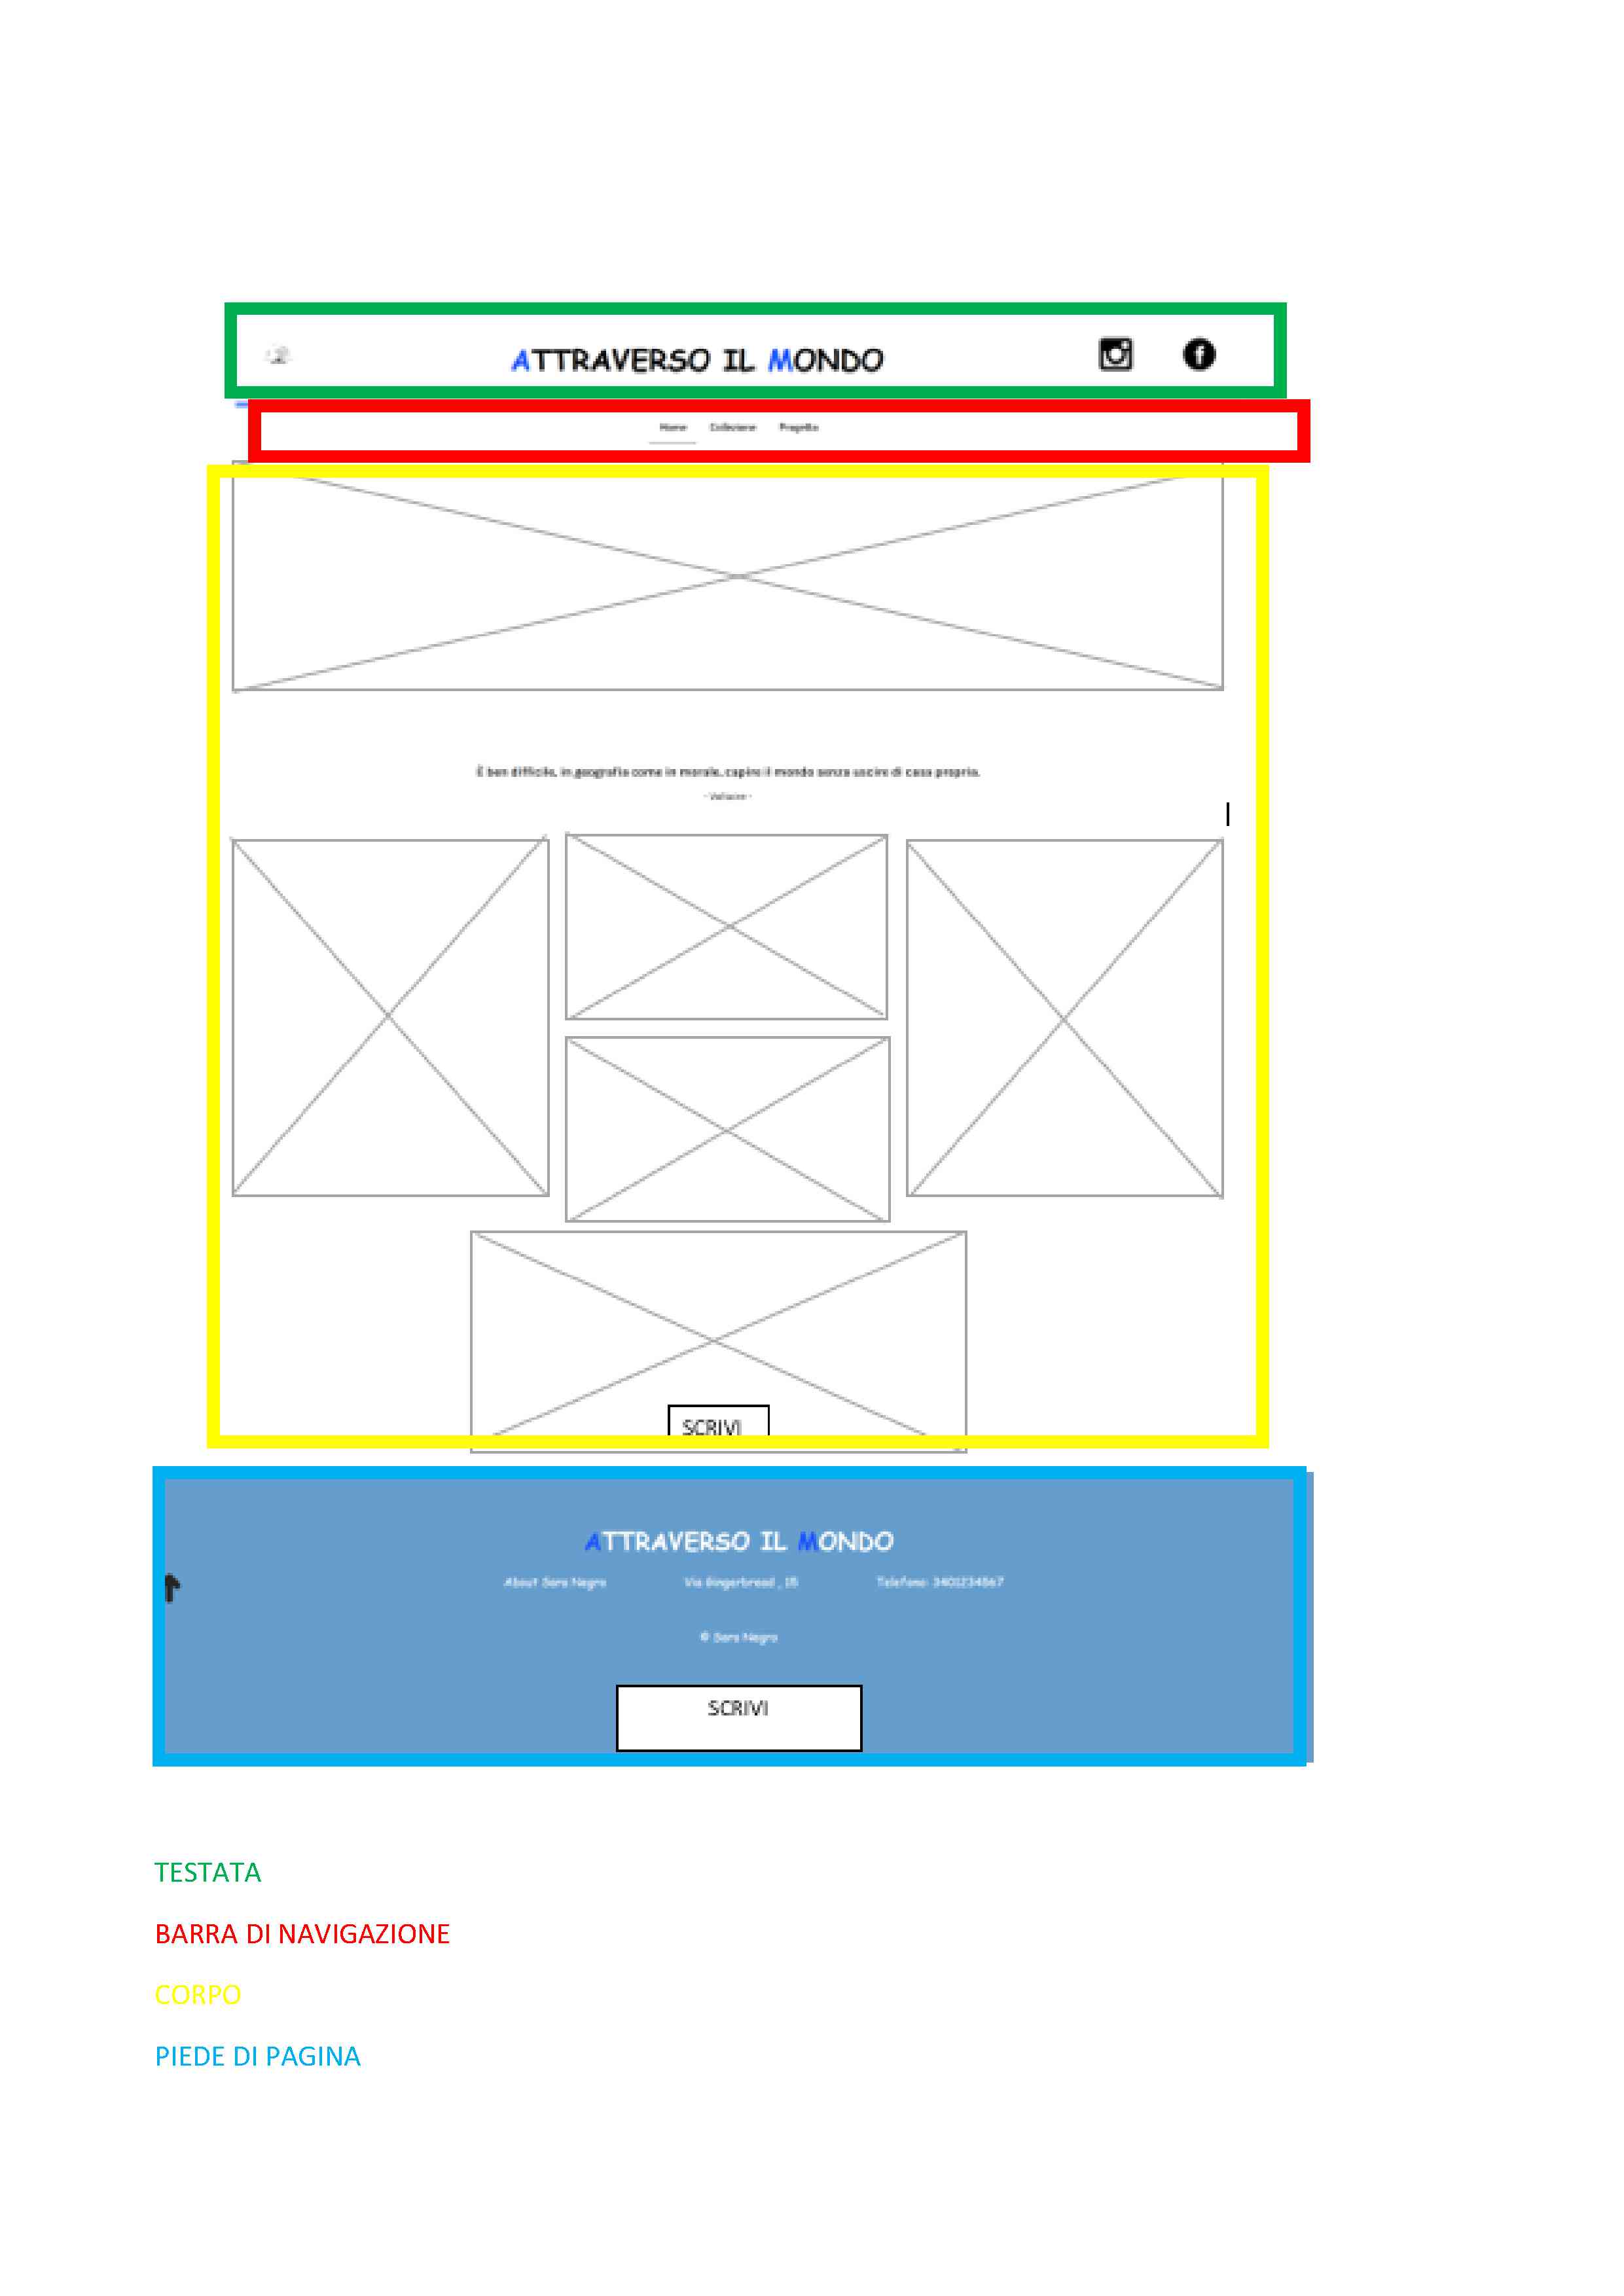 ATTRAVERSO IL MONDO
Home Collezione Progetto
È ben difficile, in geografia come in morale, capire il mondo senza uscire di casa propria.
- Voltaire -
SCRIVI
ATTRAVERSO IL MONDO
About Sara Negro Via Gingerbread , 15 Telefono: 3401234567
© Sara Negro
SCRIVI
TESTATA
BARRA DI NAVIGAZIONE
CORPO
PIEDE DI PAGINA